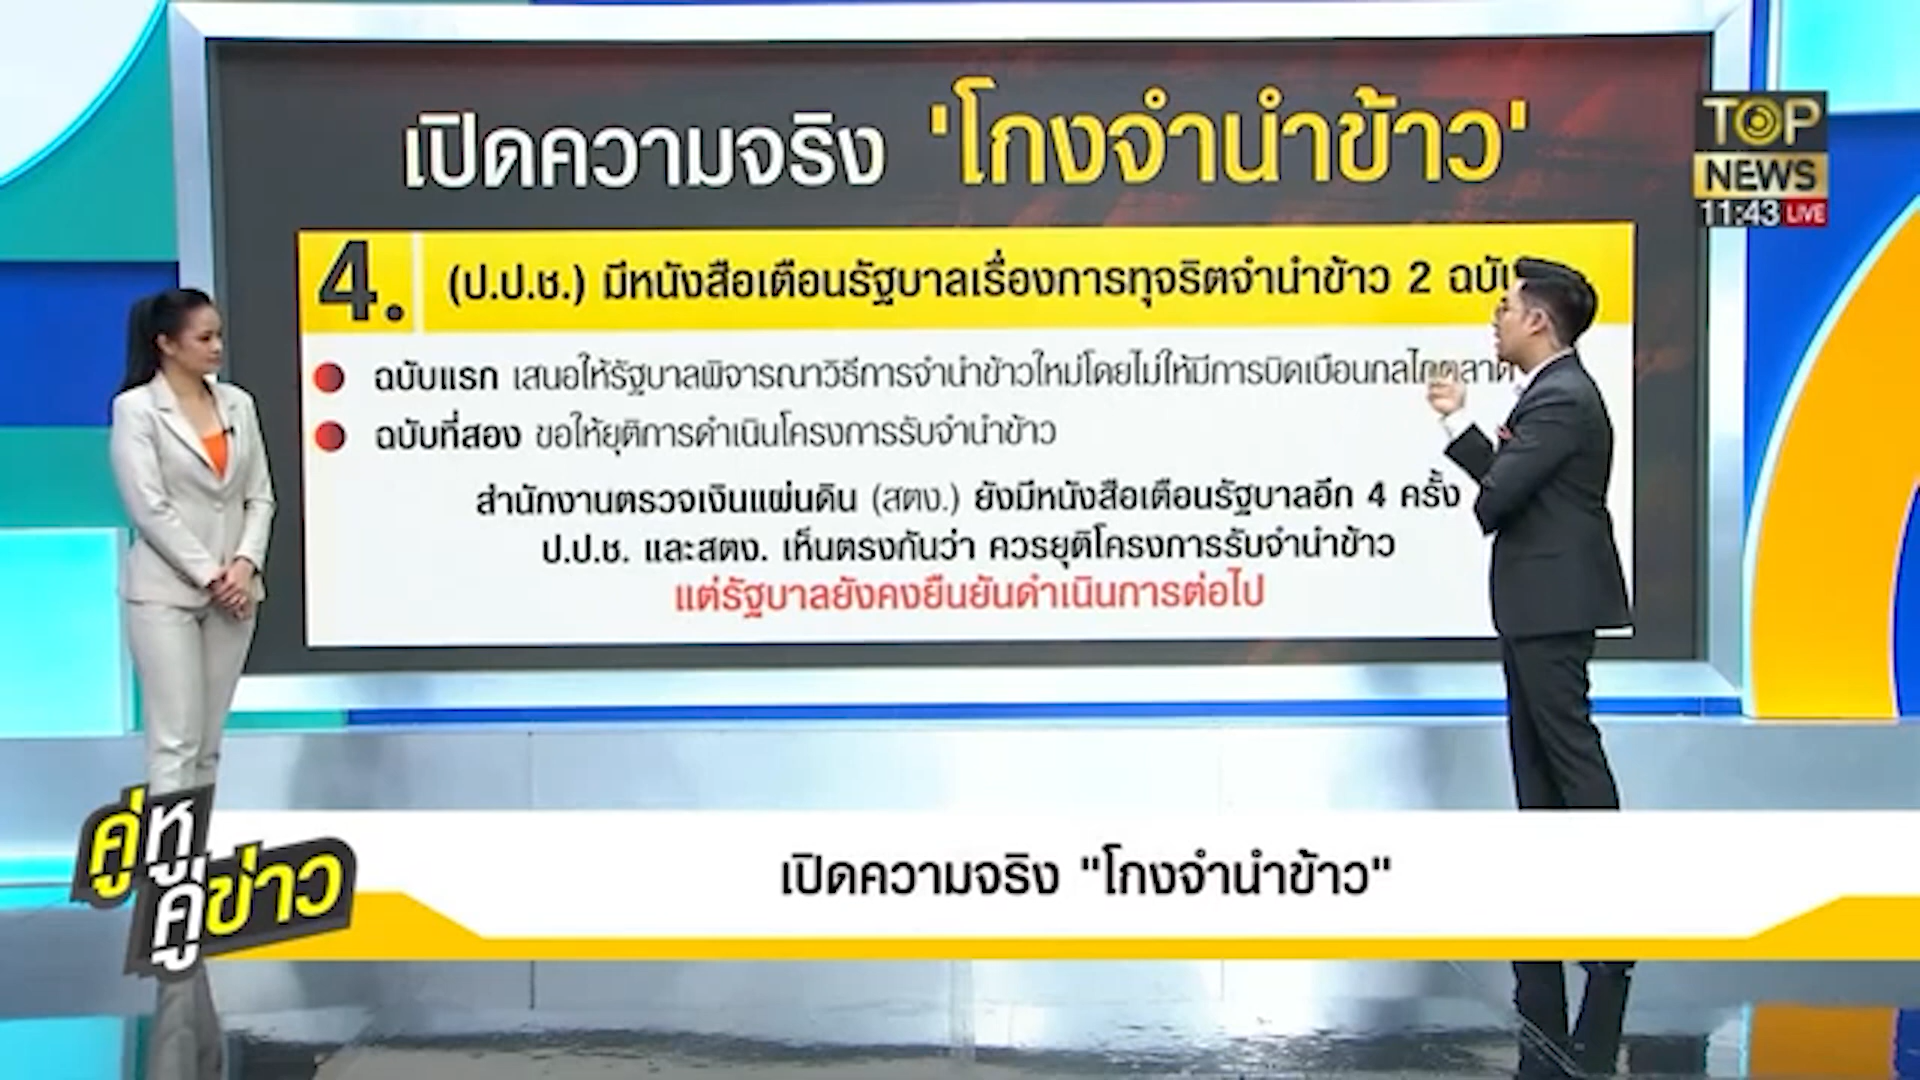 เปิดความจริง 'โกงจำนำข้าว'
TOP
NEWS
11:43 LIVE
4. (ป.ป.ช.) มีหนังสือเตือนรัฐบาลเรื่องการทุจริตจำนำข้าว 2
ฉบับแรก เสนอให้รัฐบาลพิจารณาวิธีการจำนำข้าวใหม่โดยไม่ให้มีการบิดเบือนกลไกตลาด
ฉบับที่สอง ขอให้ยุติการดำเนินโครงการรับจำนำข้าว
สำนักงานตรวจเงินแผ่นดิน (สตง.) ยังมีหนังสือเตือนรัฐบาลอีก 4 ครั้ง
ป.ป.ช. และสตง. เห็นตรงกันว่า ควรยุติโครงการรับจำนำข้าว
แต่รัฐบาลยังคงยืนยันดำเนินการต่อไป
คู่หู
คู่ข่าว
เปิดความจริง "โกงจำนำข้าว"